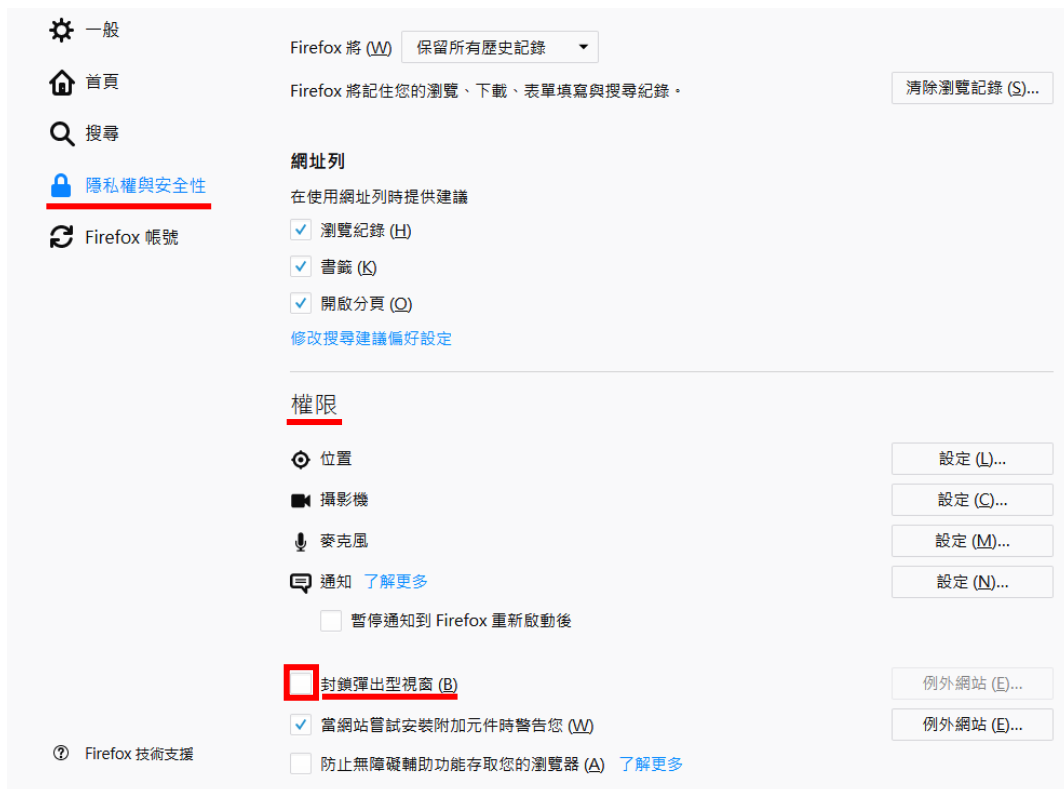 一般
首頁
搜尋
隱私權與安全性
Firefox 帳號
Firefox 將 (W) 保留所有歷史記錄
Firefox 將記住您的瀏覽、下載、表單填寫與搜尋紀錄。 清除瀏覽記錄 (S)...
網址列
在使用網址列時提供建議
瀏覽紀錄 (H)
書籤 (K)
開啟分頁 (O)
修改搜尋建議偏好設定
權限
位置 設定 (L)...
攝影機 設定 (C)...
麥克風 設定 (M)...
通知 了解更多 設定 (N)...
暫停通知到 Firefox 重新啟動後
封鎖彈出型視窗 (B) 例外網站 (E)...
當網站嘗試安裝附加元件時警告您 (W) 例外網站 (E)...
防止無障礙輔助功能存取您的瀏覽器 (A) 了解更多
Firefox 技術支援